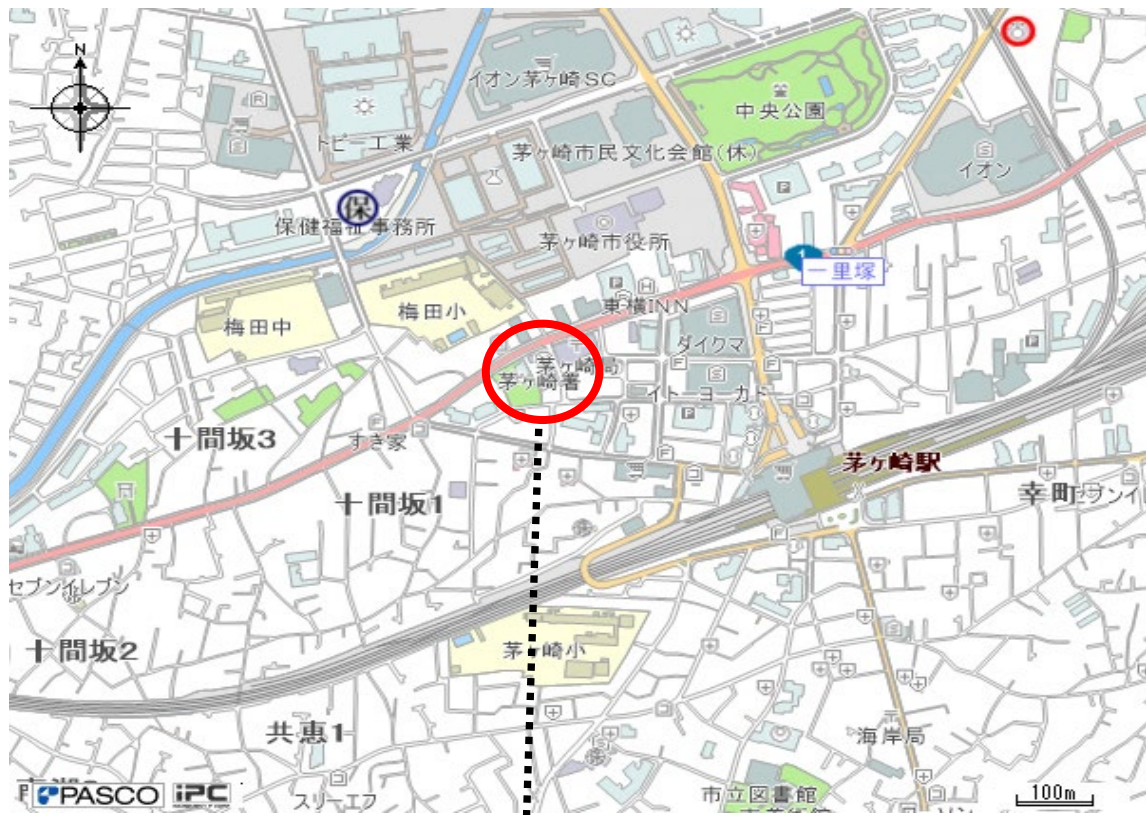 N
イオン茅ヶ崎SC
中央公園
トピー工業
茅ヶ崎市民文化会館(休)
イオン
保
保健福祉事務所
茅ヶ崎市役所
1
一里塚
梅田中
梅田小
東横INN
ダイクマ
茅ヶ崎局
茅ヶ崎署
イトーヨーカドー
十間坂3
すき家
茅ヶ崎駅
十間坂1
幸町
セブンイ
セブンイレブン
十間坂2
茅ヶ崎小
共恵1
海岸局
PASCO
iPC
スリーエフ
市立図書館
100m